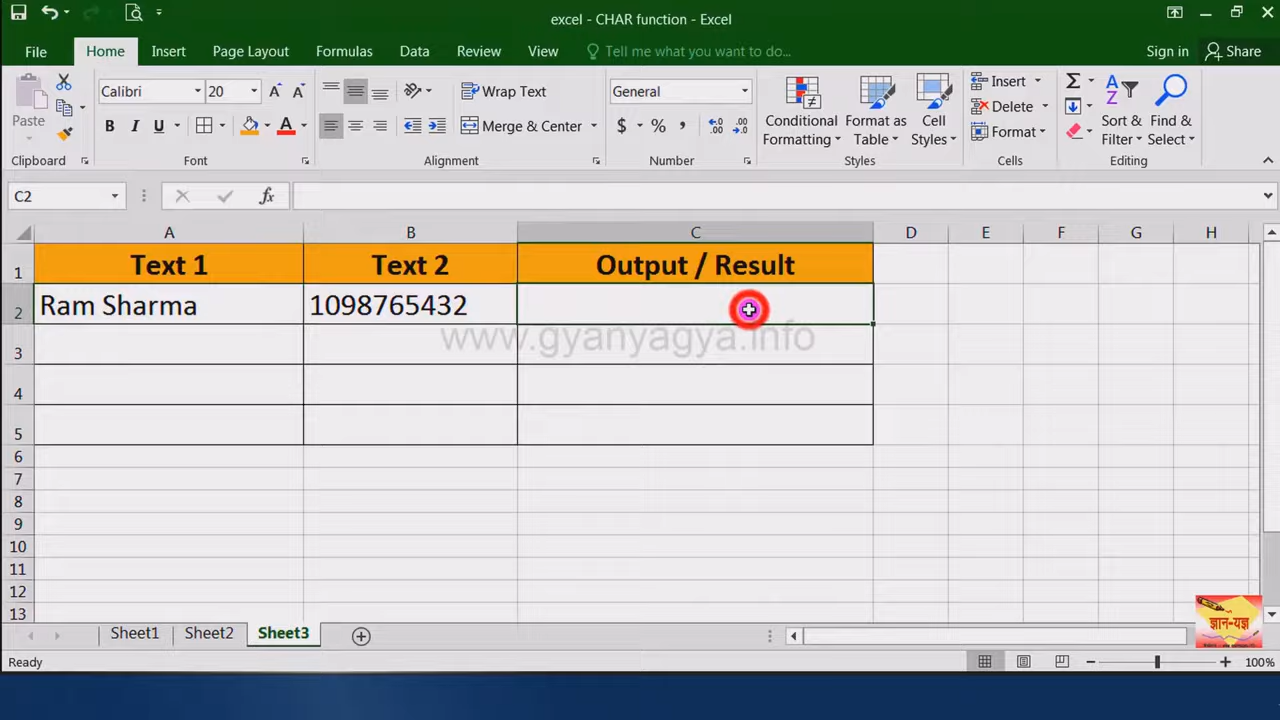 excel - CHAR function - Excel
File Home Insert Page Layout Formulas Data Review View Tell me what you want to do... Sign in Share
Calibri 20 Wrap Text General Insert
Paste B I U Merge & Center $ % , Conditional Formatting Format as Table Cell Styles Delete Format Sort & Filter Find & Select
Clipboard Font Alignment Number Styles Cells Editing
C2 fx
A B C D E F G H
1 Text 1 Text 2 Output / Result
2 Ram Sharma 1098765432
www.gyanyagya.info
3
4
5
6
7
8
9
10
11
12
13
ज्ञान-यज्ञ
Sheet1 Sheet2 Sheet3
Ready 100%